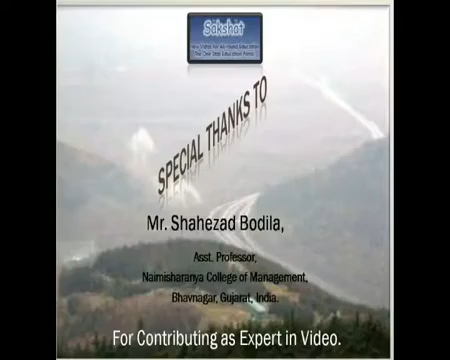 Sakshat
SPECIAL THANKS TO
Mr. Shahezad Bodila,
Asst. Professor,
Naimisharanya College of Management,
Bhavnagar, Gujarat, India.
For Contributing as Expert in Video.